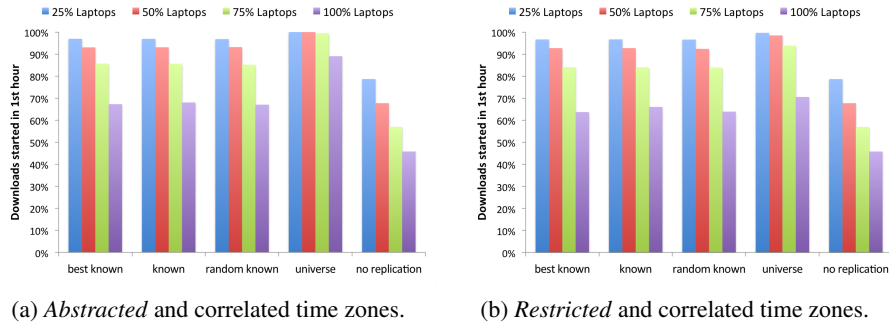 25% Laptops 50% Laptops 75% Laptops 100% Laptops
Downloads started in 1st hour
100%
90%
80%
70%
60%
50%
40%
30%
20%
10%
0%
best known known random known universe no replication
(a) Abstracted and correlated time zones.
25% Laptops 50% Laptops 75% Laptops 100% Laptops
Downloads started in 1st hour
100%
90%
80%
70%
60%
50%
40%
30%
20%
10%
0%
best known known random known universe no replication
(b) Restricted and correlated time zones.